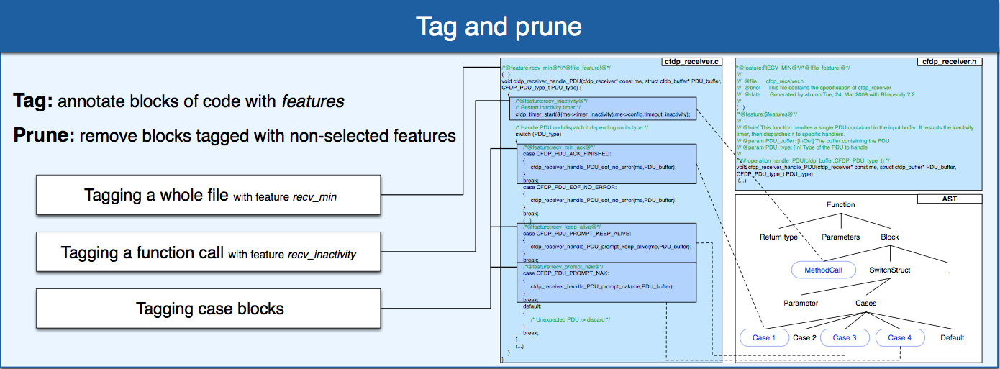 Tag and prune
Tag: annotate blocks of code with features
Prune: remove blocks tagged with non-selected features
Tagging a whole file with feature recv_min
Tagging a function call with feature recv_inactivity
Tagging case blocks
cfdp_receiver.c
/*@feature:recv_min@*//*@!file_feature!@*/
(...)
void cfdp_receiver_handle_PDU(cfdp_receiver* const me, struct cfdp_buffer* PDU_buffer,
CFDP_PDU_type_t PDU_type) {
{
/*@feature:recv_inactivity@*/
/* Restart inactivity timer */
cfdp_timer_start(&(me->timer_inactivity),me->config.timeout_inactivity);
/* Handle PDU and dispatch it depending on its type */
switch (PDU_type)
{
/*@feature:recv_min_ack@*/
case CFDP_PDU_ACK_FINISHED:
{
cfdp_receiver_handle_PDU_eof_no_error(me,PDU_buffer);
}
break;
case CFDP_PDU_EOF_NO_ERROR:
{
cfdp_receiver_handle_PDU_eof_no_error(me,PDU_buffer);
}
break;
(...)
/*@feature:recv_keep_alive@*/
case CFDP_PDU_PROMPT_KEEP_ALIVE:
{
cfdp_receiver_handle_PDU_prompt_keep_alive(me,PDU_buffer);
}
break;
/*@feature:recv_prompt_nak@*/
case CFDP_PDU_PROMPT_NAK:
{
cfdp_receiver_handle_PDU_prompt_nak(me,PDU_buffer);
}
break;
default:
{
/* Unexpected PDU -> discard */
}
break;
}
(...)
}
}
cfdp_receiver.h
/*@feature:RECV_MIN@*//*@!file_feature!@*/
///
/// @file cfdp_receiver.h
/// @brief This file contains the specification of cfdp_receiver
/// @date Generated by abx on Tue, 24, Mar 2009 with Rhapsody 7.2
///
(...)
/*@feature:$features@*/
///
/// @brief This function handles a single PDU contained in the input buffer. It restarts the inactivity
timer, then dispatches it to specific handlers.
/// @param PDU_buffer: [InOut] The buffer containing the PDU
/// @param PDU_type: [In] Type of the PDU to handle
///
/*## operation handle_PDU(cfdp_buffer,CFDP_PDU_type_t) */
void cfdp_receiver_handle_PDU(cfdp_receiver* const me, struct cfdp_buffer* PDU_buffer,
CFDP_PDU_type_t PDU_type)
(...)
AST
Function
Return type Parameters Block
MethodCall SwitchStruct ...
Parameter Cases
Case 1 Case 2 Case 3 Case 4 Default